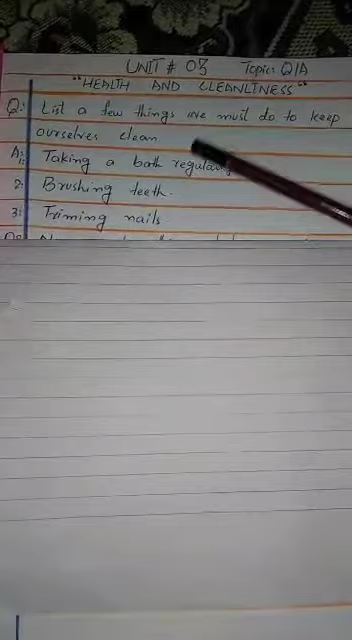 UNIT # 03 Topic: Q/A
"HEALTH AND CLEANLINESS"
Q: List a few things we must do to keep
ourselves clean.
A: 1: Taking a bath regularly
2: Brushing teeth.
3: Triming nails